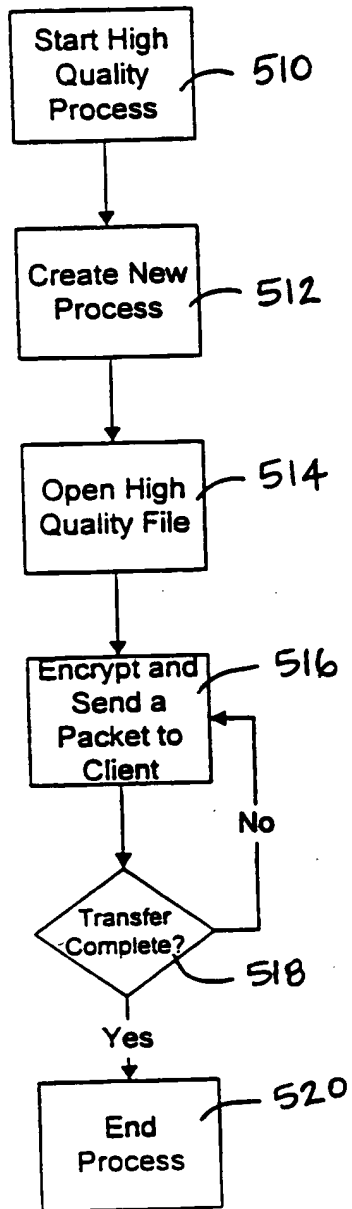 Start High
Quality
Process
510
Create New
Process
512
Open High
Quality File
514
Encrypt and
Send a
Packet to
Client
516
No
Transfer
Complete?
518
Yes
End
Process
520